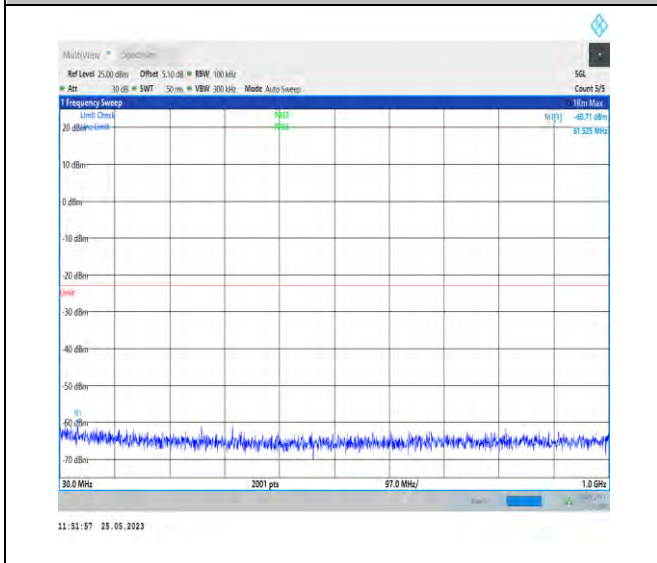 MultiView Spectrum
Ref Level 25.00 dBm Offset 5.10 dB RBW 100 kHz SGL
Att 30 dB SWT 50 ms VBW 300 kHz Mode Auto Sweep Count 5/5
1 Frequency Sweep 1Rm Max
Limit Check PASS M1[1] -60.71 dBm
20 dBm PASS 81.525 MHz
10 dBm
0 dBm
-10 dBm
-20 dBm
Limit
-30 dBm
-40 dBm
-50 dBm
M1
-60 dBm
-70 dBm
30.0 MHz 2001 pts 97.0 MHz/ 1.0 GHz
11:51:57 25.05.2023